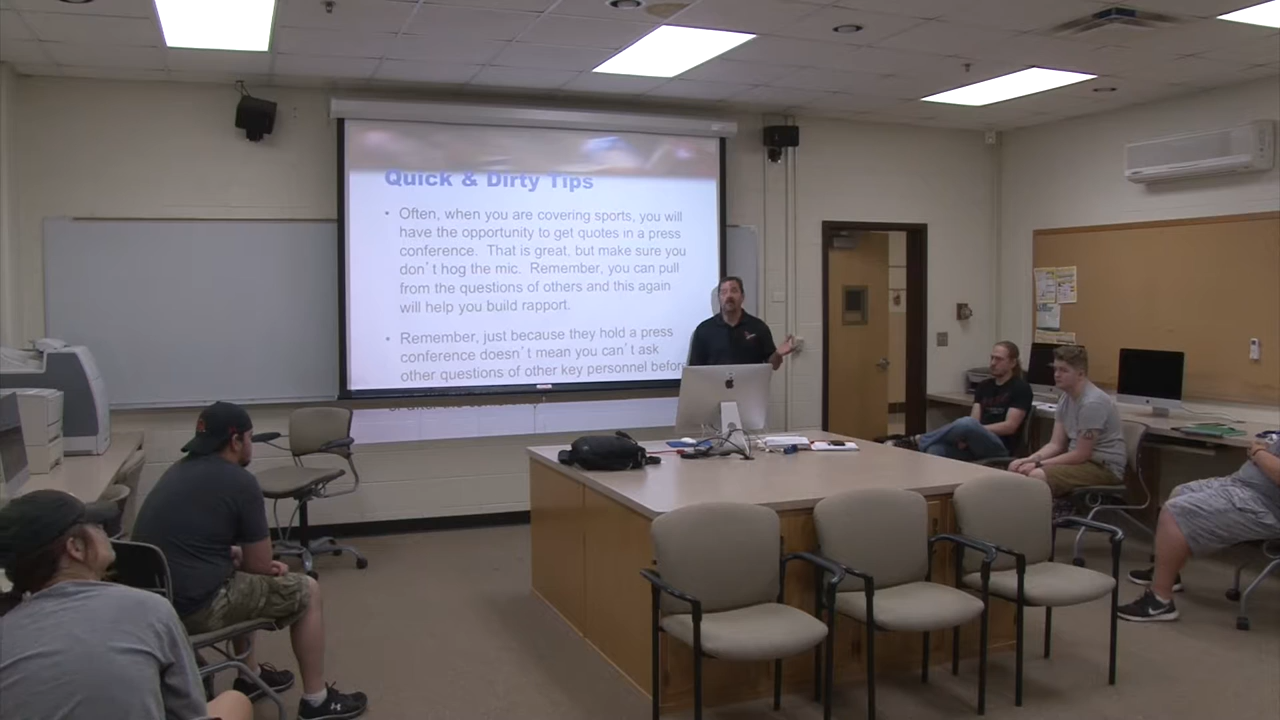 Quick & Dirty Tips
• Often, when you are covering sports, you will
have the opportunity to get quotes in a press
conference. That is great, but make sure you
don't hog the mic. Remember, you can pull
from the questions of others and this again
will help you build rapport.
• Remember, just because they hold a press
conference doesn't mean you can't ask
other questions of other key personnel before